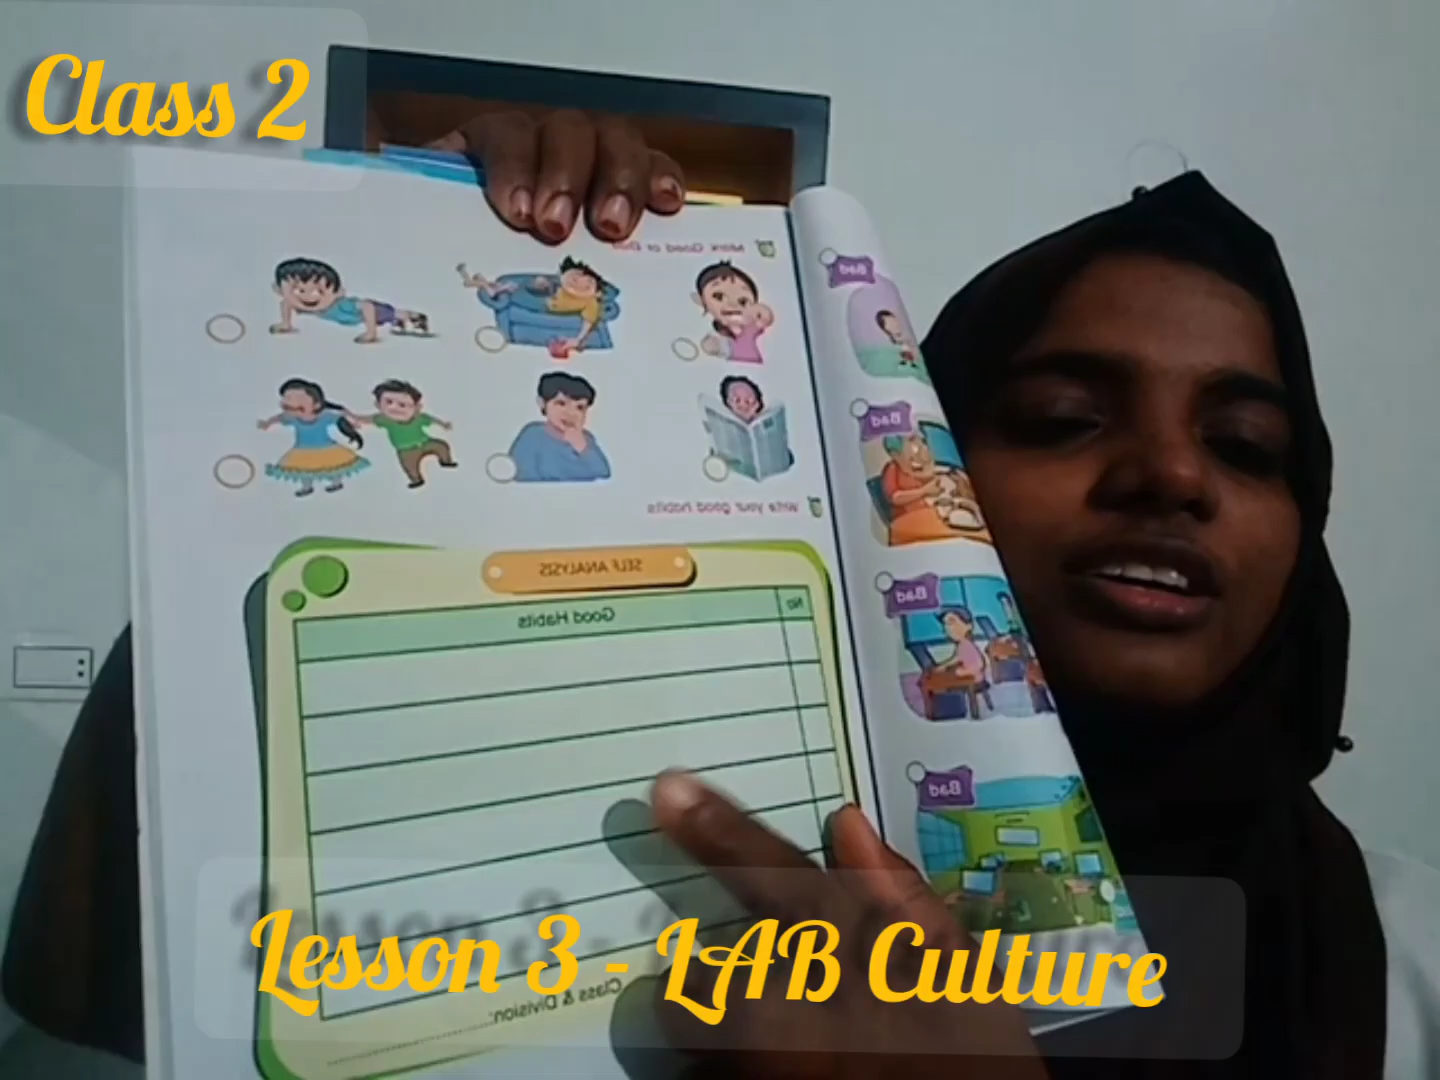 Class 2
Mark Good or Bad
Write your good habits
SELF ANALYSIS
No Good Habits
Class & Division:
Bad
Bad
Bad
Bad
Lesson 3 - LAB Culture